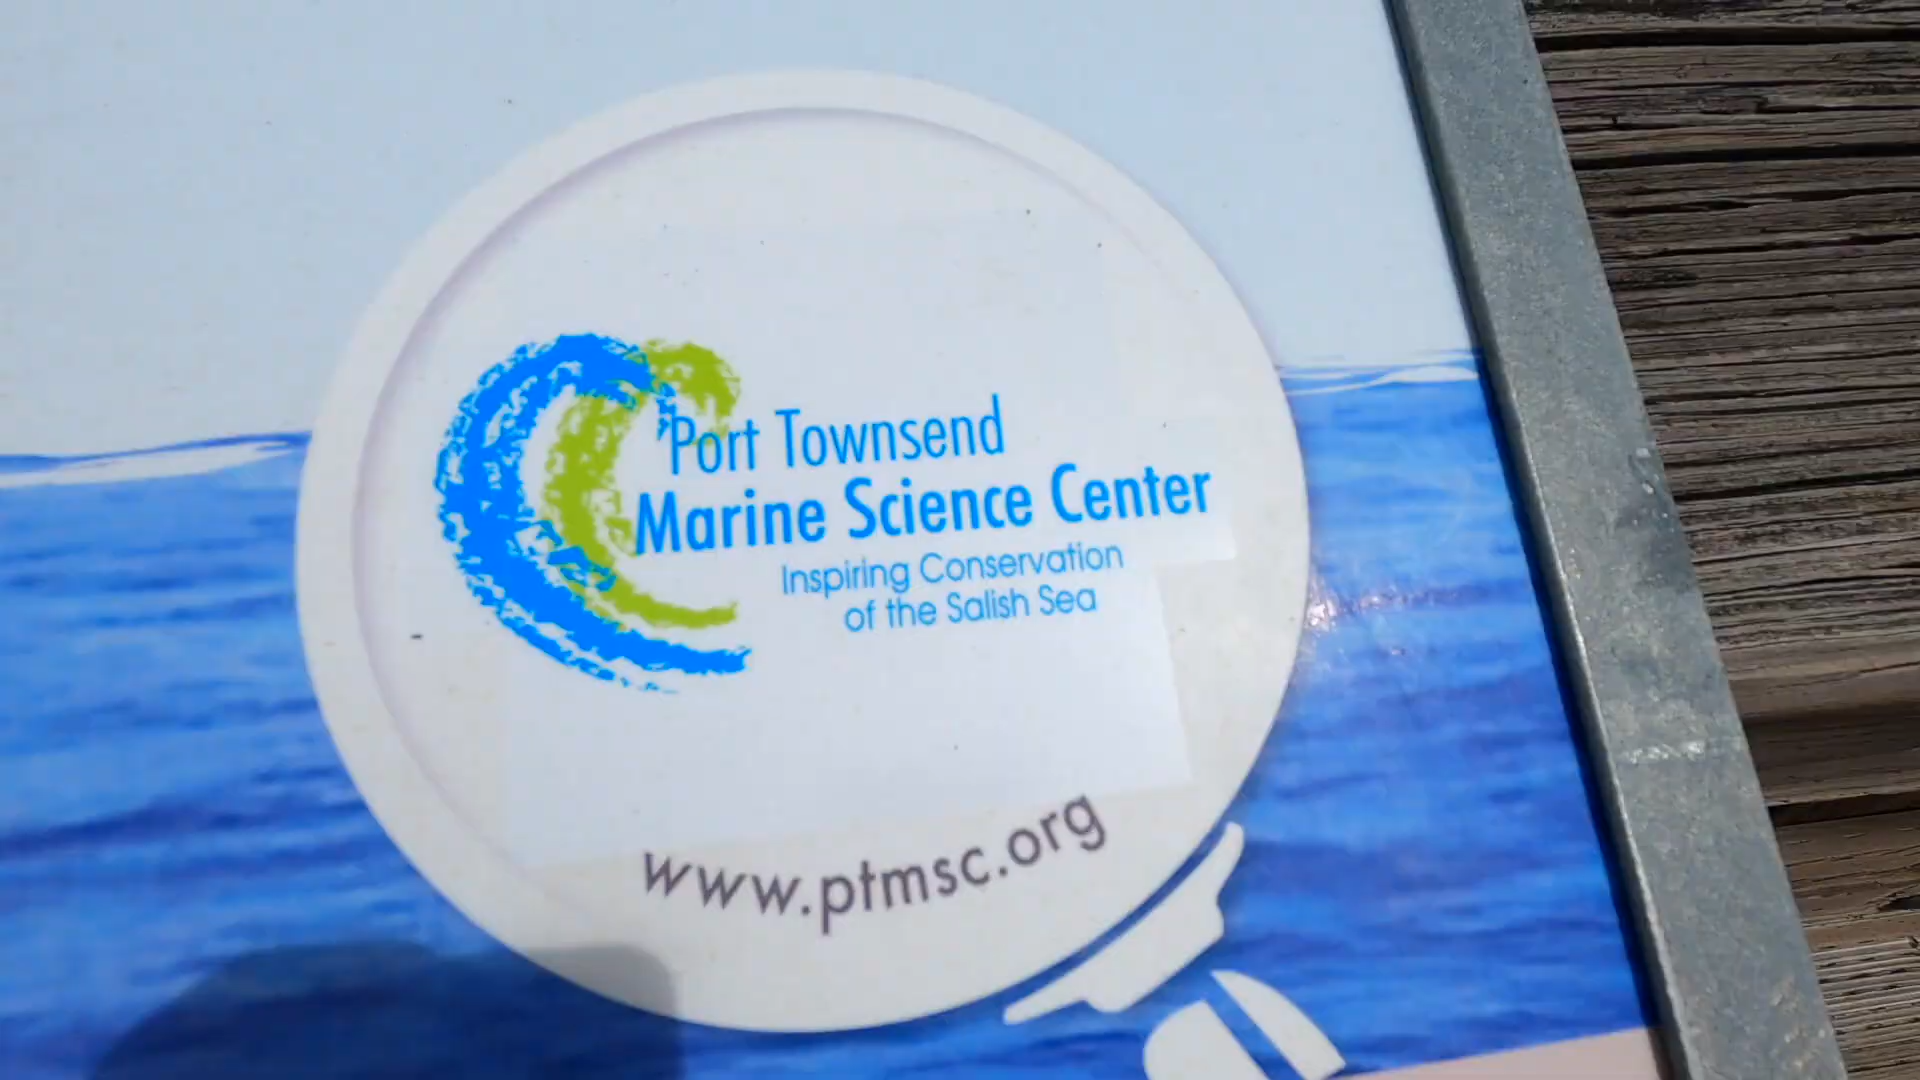 Port Townsend
Marine Science Center
Inspiring Conservation
of the Salish Sea
www.ptmsc.org